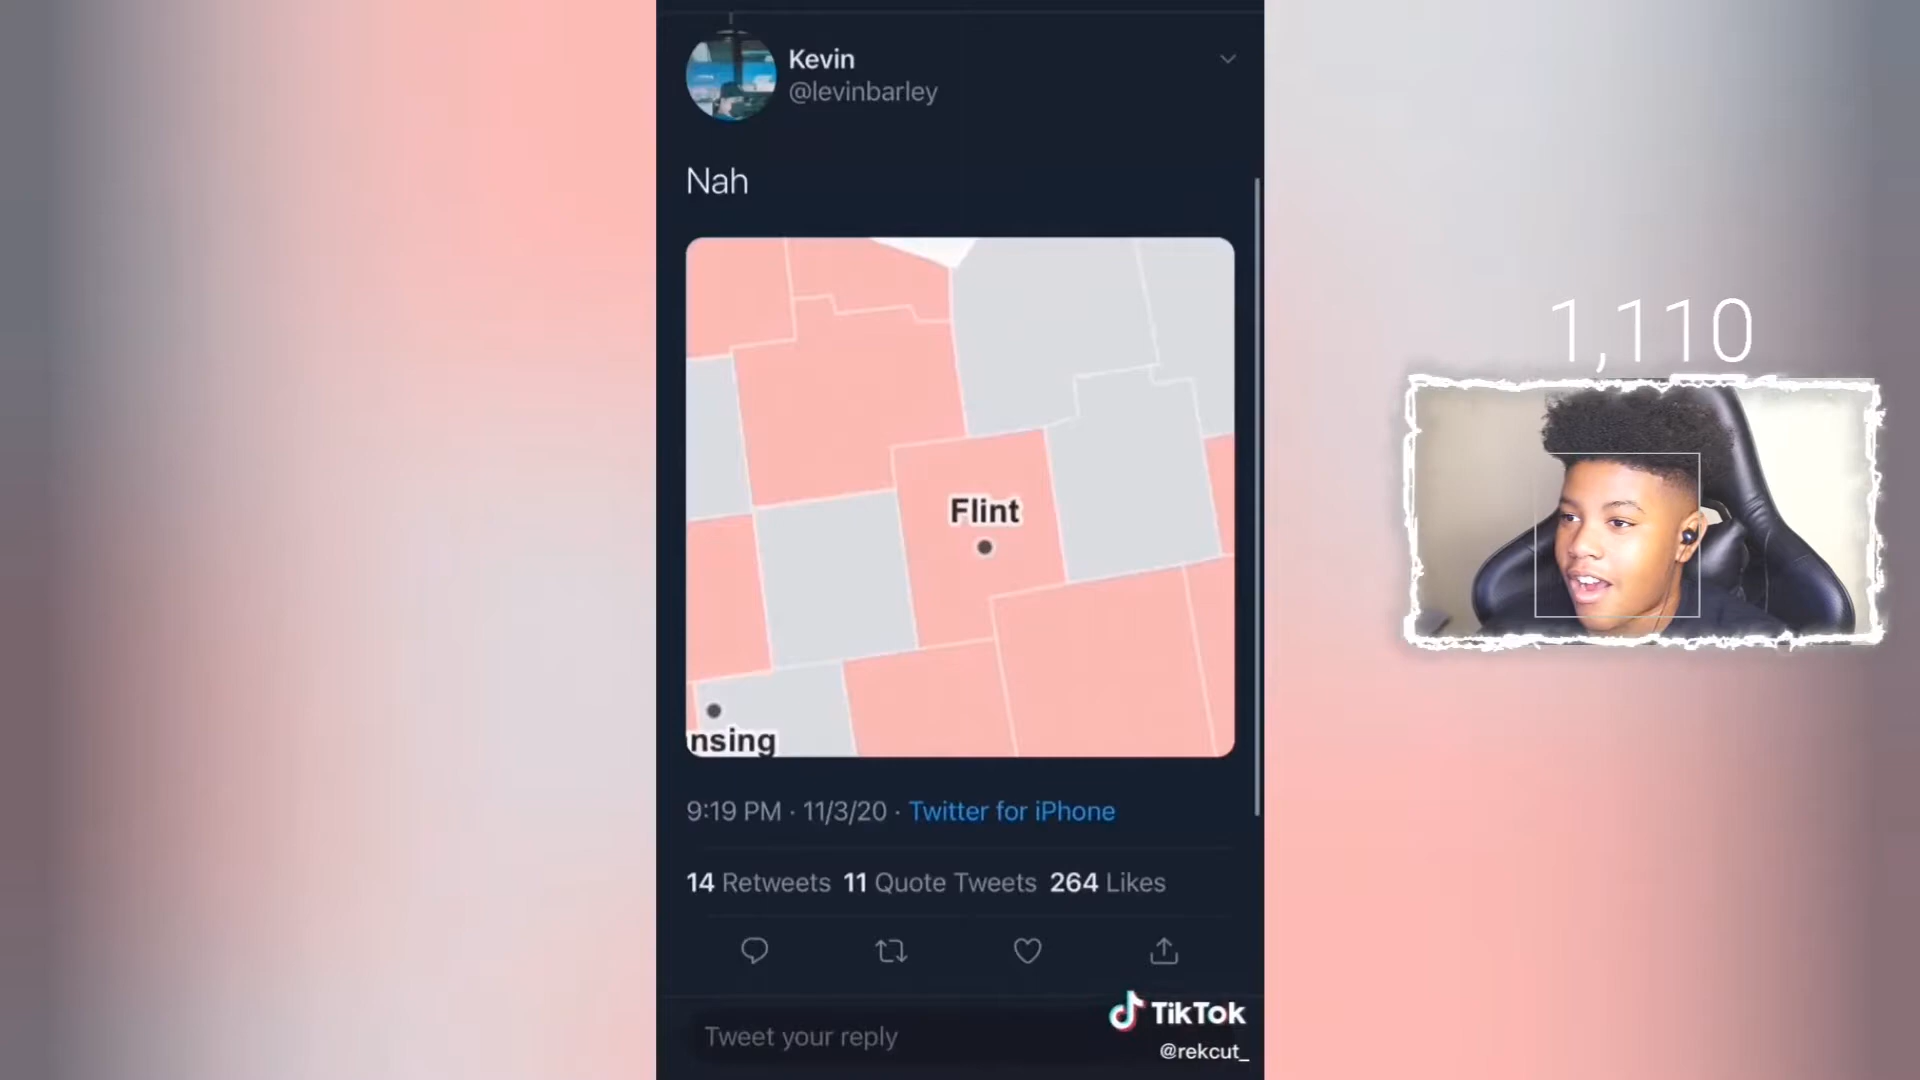 Kevin
@levinbarley
Nah
Flint
nsing
9:19 PM · 11/3/20 · Twitter for iPhone
14 Retweets 11 Quote Tweets 264 Likes
Tweet your reply
TikTok
@rekcut_
1,110